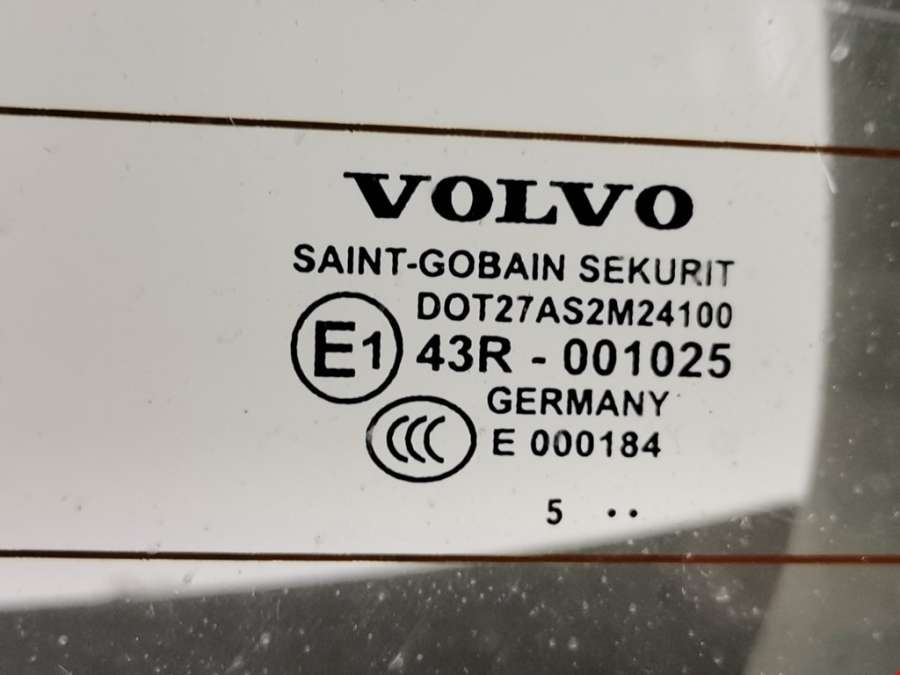 VOLVO
SAINT-GOBAIN SEKURIT
DOT27AS2M24100
E1 43R - 001025
GERMANY
CCC E 000184
5 ..